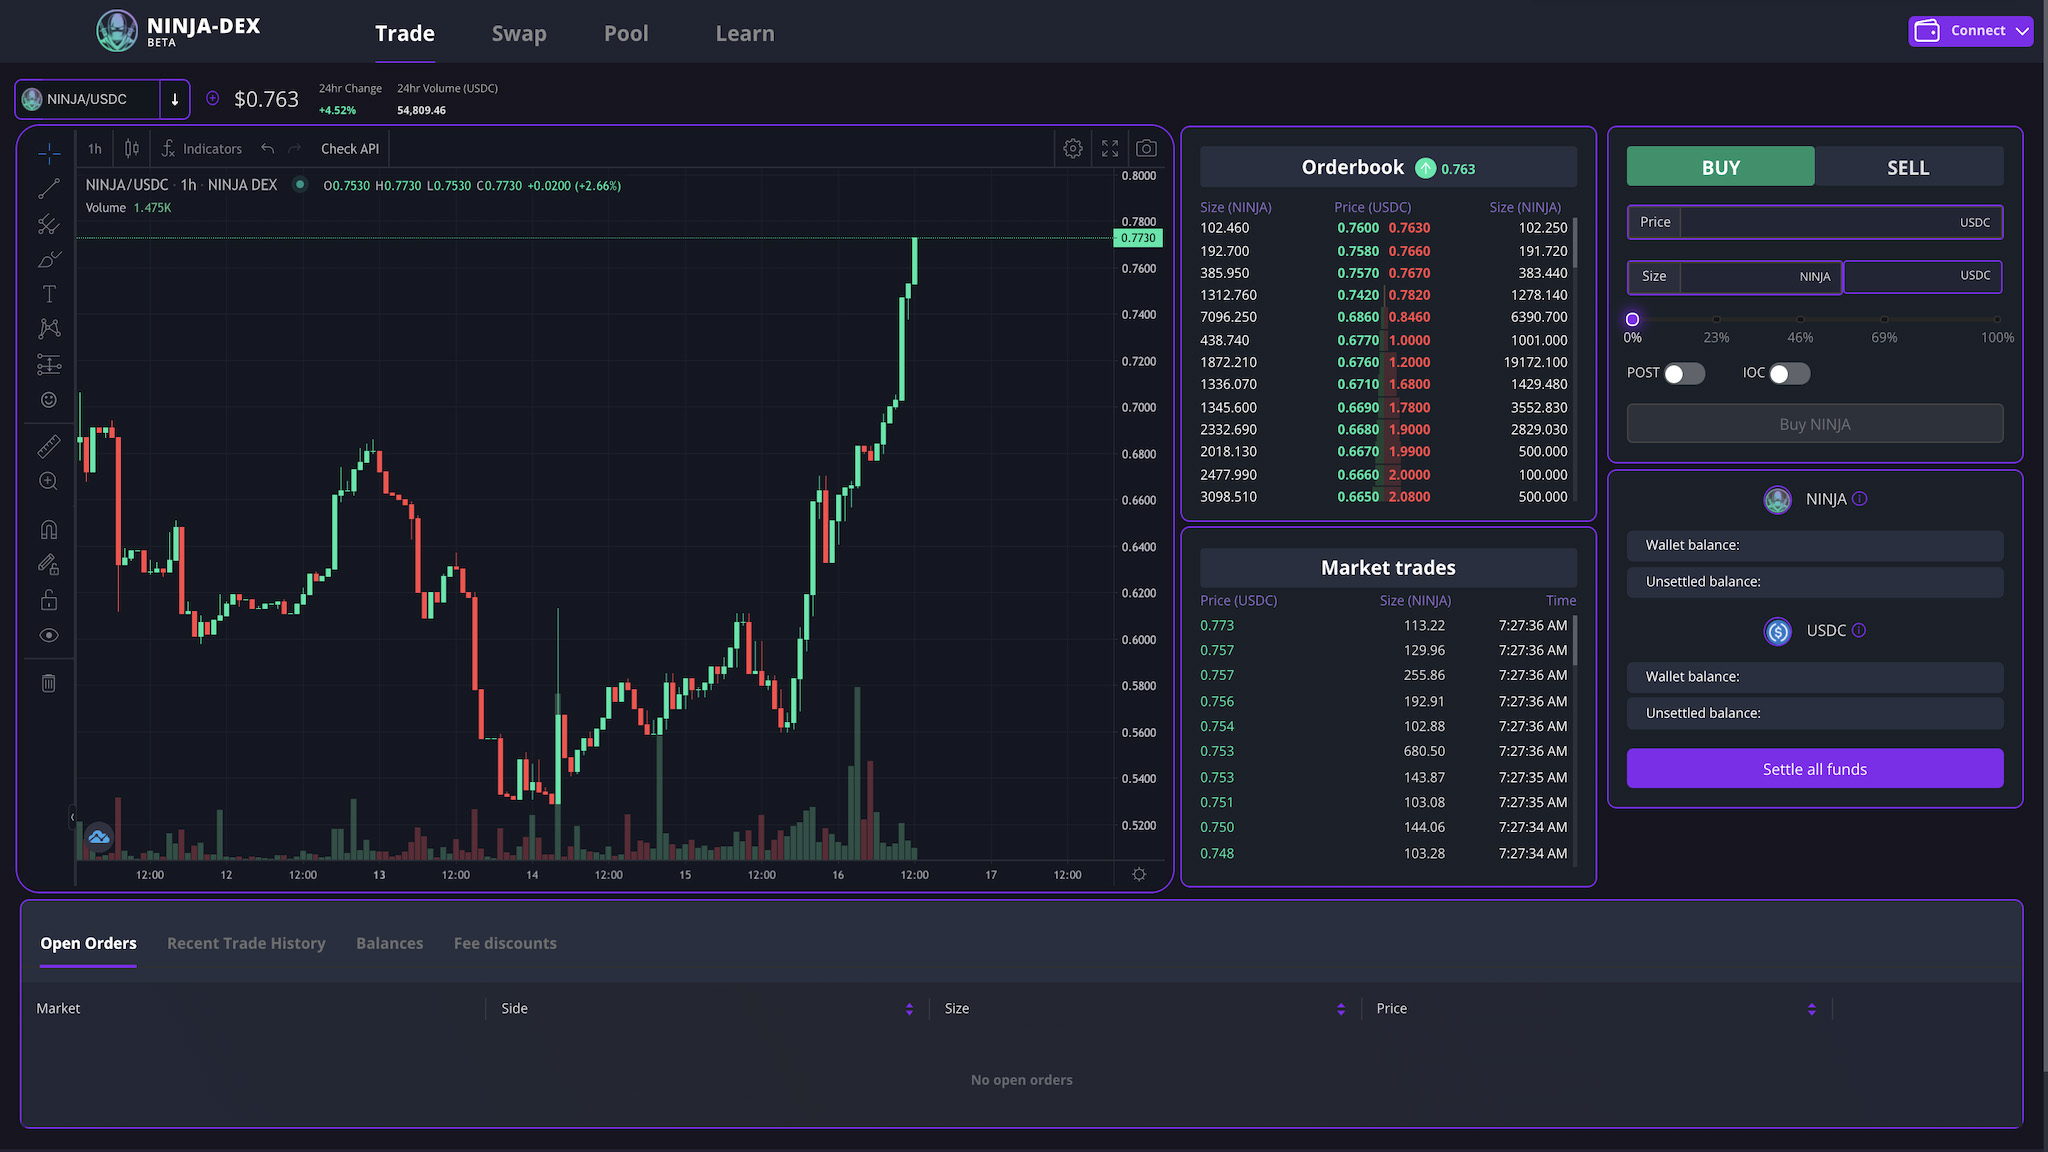 NINJA-DEX
BETA
Trade Swap Pool Learn
Connect
NINJA/USDC
$0.763
24hr Change 24hr Volume (USDC)
+4.52% 54,809.46
1h Indicators Check API
NINJA/USDC · 1h · NINJA DEX O0.7530 H0.7730 L0.7530 C0.7730 +0.0200 (+2.66%)
Volume 1.475K
0.8000
0.7800
0.7730
0.7600
0.7400
0.7200
0.7000
0.6800
0.6600
0.6400
0.6200
0.6000
0.5800
0.5600
0.5400
0.5200
12:00 12 12:00 13 12:00 14 12:00 15 12:00 16 12:00 17 12:00
Orderbook 0.763
Size (NINJA) Price (USDC) Size (NINJA)
102.460 0.7600 0.7630 102.250
192.700 0.7580 0.7660 191.720
385.950 0.7570 0.7670 383.440
1312.760 0.7420 0.7820 1278.140
7096.250 0.6860 0.8460 6390.700
438.740 0.6770 1.0000 1001.000
1872.210 0.6760 1.2000 19172.100
1336.070 0.6710 1.6800 1429.480
1345.600 0.6690 1.7800 3552.830
2332.690 0.6680 1.9000 2829.030
2018.130 0.6670 1.9900 500.000
2477.990 0.6660 2.0000 100.000
3098.510 0.6650 2.0800 500.000
Market trades
Price (USDC) Size (NINJA) Time
0.773 113.22 7:27:36 AM
0.757 129.96 7:27:36 AM
0.757 255.86 7:27:36 AM
0.756 192.91 7:27:36 AM
0.754 102.88 7:27:36 AM
0.753 680.50 7:27:36 AM
0.753 143.87 7:27:35 AM
0.751 103.08 7:27:35 AM
0.750 144.06 7:27:34 AM
0.748 103.28 7:27:34 AM
BUY SELL
Price USDC
Size NINJA USDC
0% 23% 46% 69% 100%
POST IOC
Buy NINJA
NINJA
Wallet balance:
Unsettled balance:
USDC
Wallet balance:
Unsettled balance:
Settle all funds
Open Orders Recent Trade History Balances Fee discounts
Market Side Size Price
No open orders